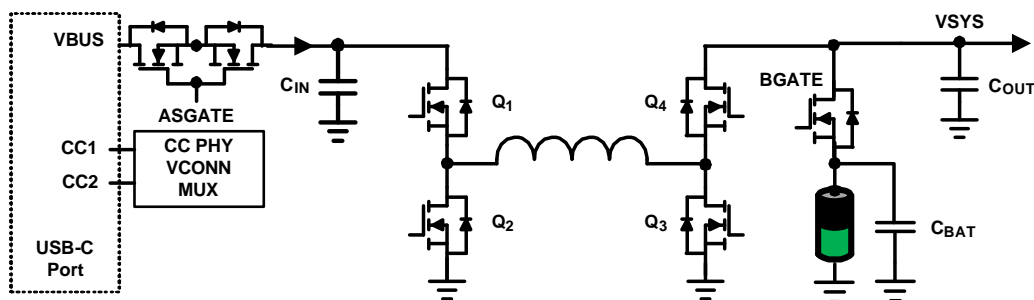 VBUS
ASGATE
CC1
CC2
CC PHY
VCONN
MUX
USB-C
Port
CIN
Q1
Q2
Q4
Q3
BGATE
VSYS
COUT
CBAT